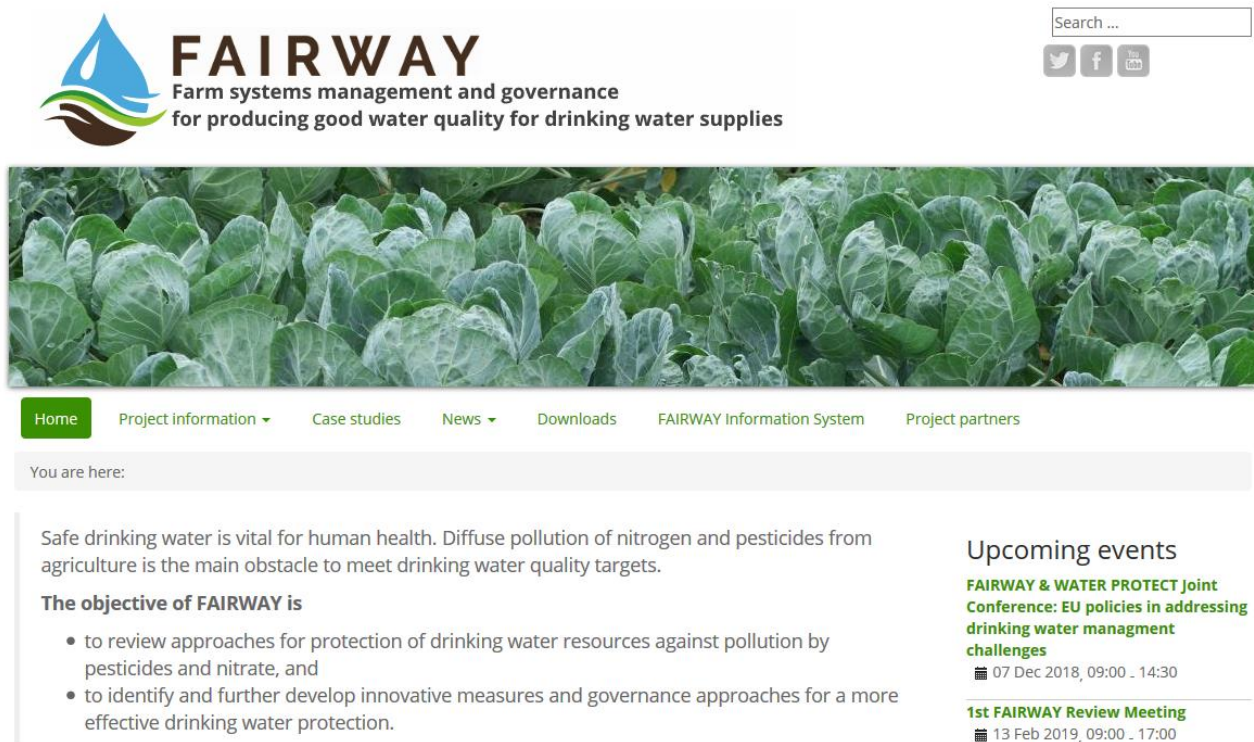 FAIRWAY
Farm systems management and governance
for producing good water quality for drinking water supplies
Search ...
You
Tube
Home
Project information
Case studies
News
Downloads
FAIRWAY Information System
Project partners
You are here:
Safe drinking water is vital for human health. Diffuse pollution of nitrogen and pesticides from
agriculture is the main obstacle to meet drinking water quality targets.
The objective of FAIRWAY is
• to review approaches for protection of drinking water resources against pollution by
pesticides and nitrate, and
• to identify and further develop innovative measures and governance approaches for a more
effective drinking water protection.
Upcoming events
FAIRWAY & WATER PROTECT Joint
Conference: EU policies in addressing
drinking water managment
challenges
07 Dec 2018, 09:00 - 14:30
1st FAIRWAY Review Meeting
13 Feb 2019, 09:00 - 17:00